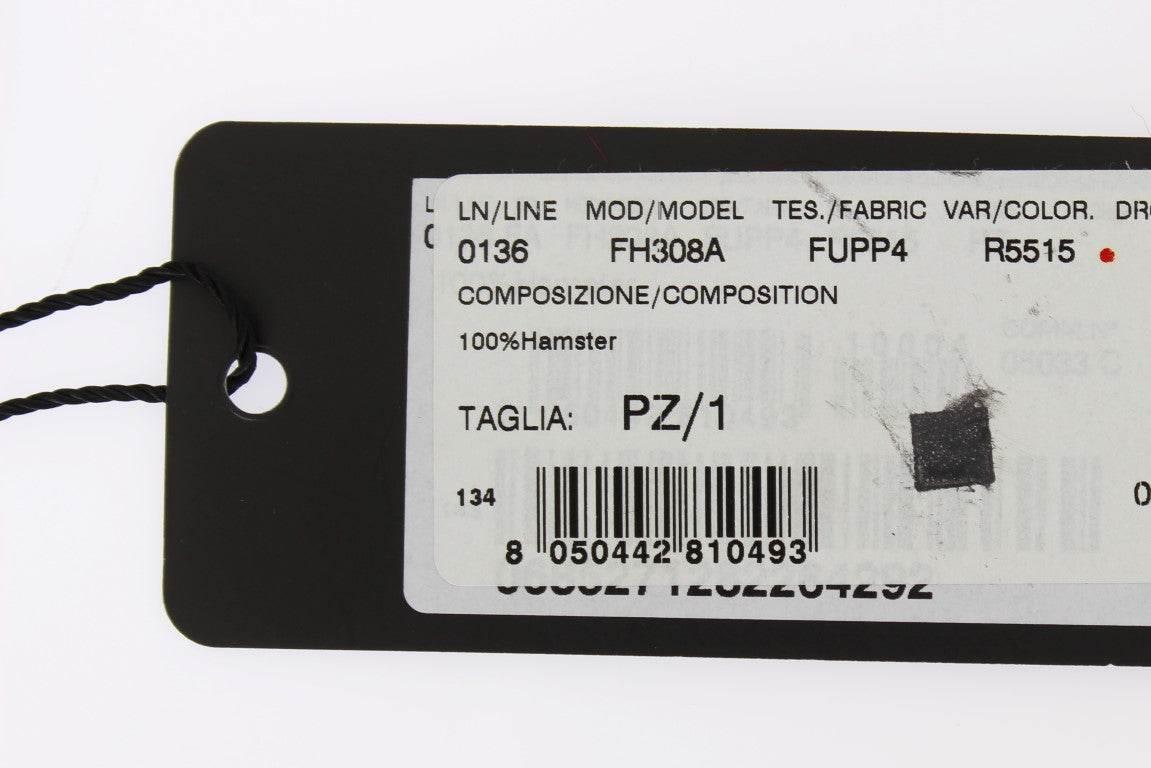 LN/LINE MOD/MODEL TES./FABRIC VAR/COLOR.
0136 FH308A FUPP4 R5515
COMPOSIZIONE/COMPOSITION
100%Hamster
TAGLIA: PZ/1
134
8 050442 810493